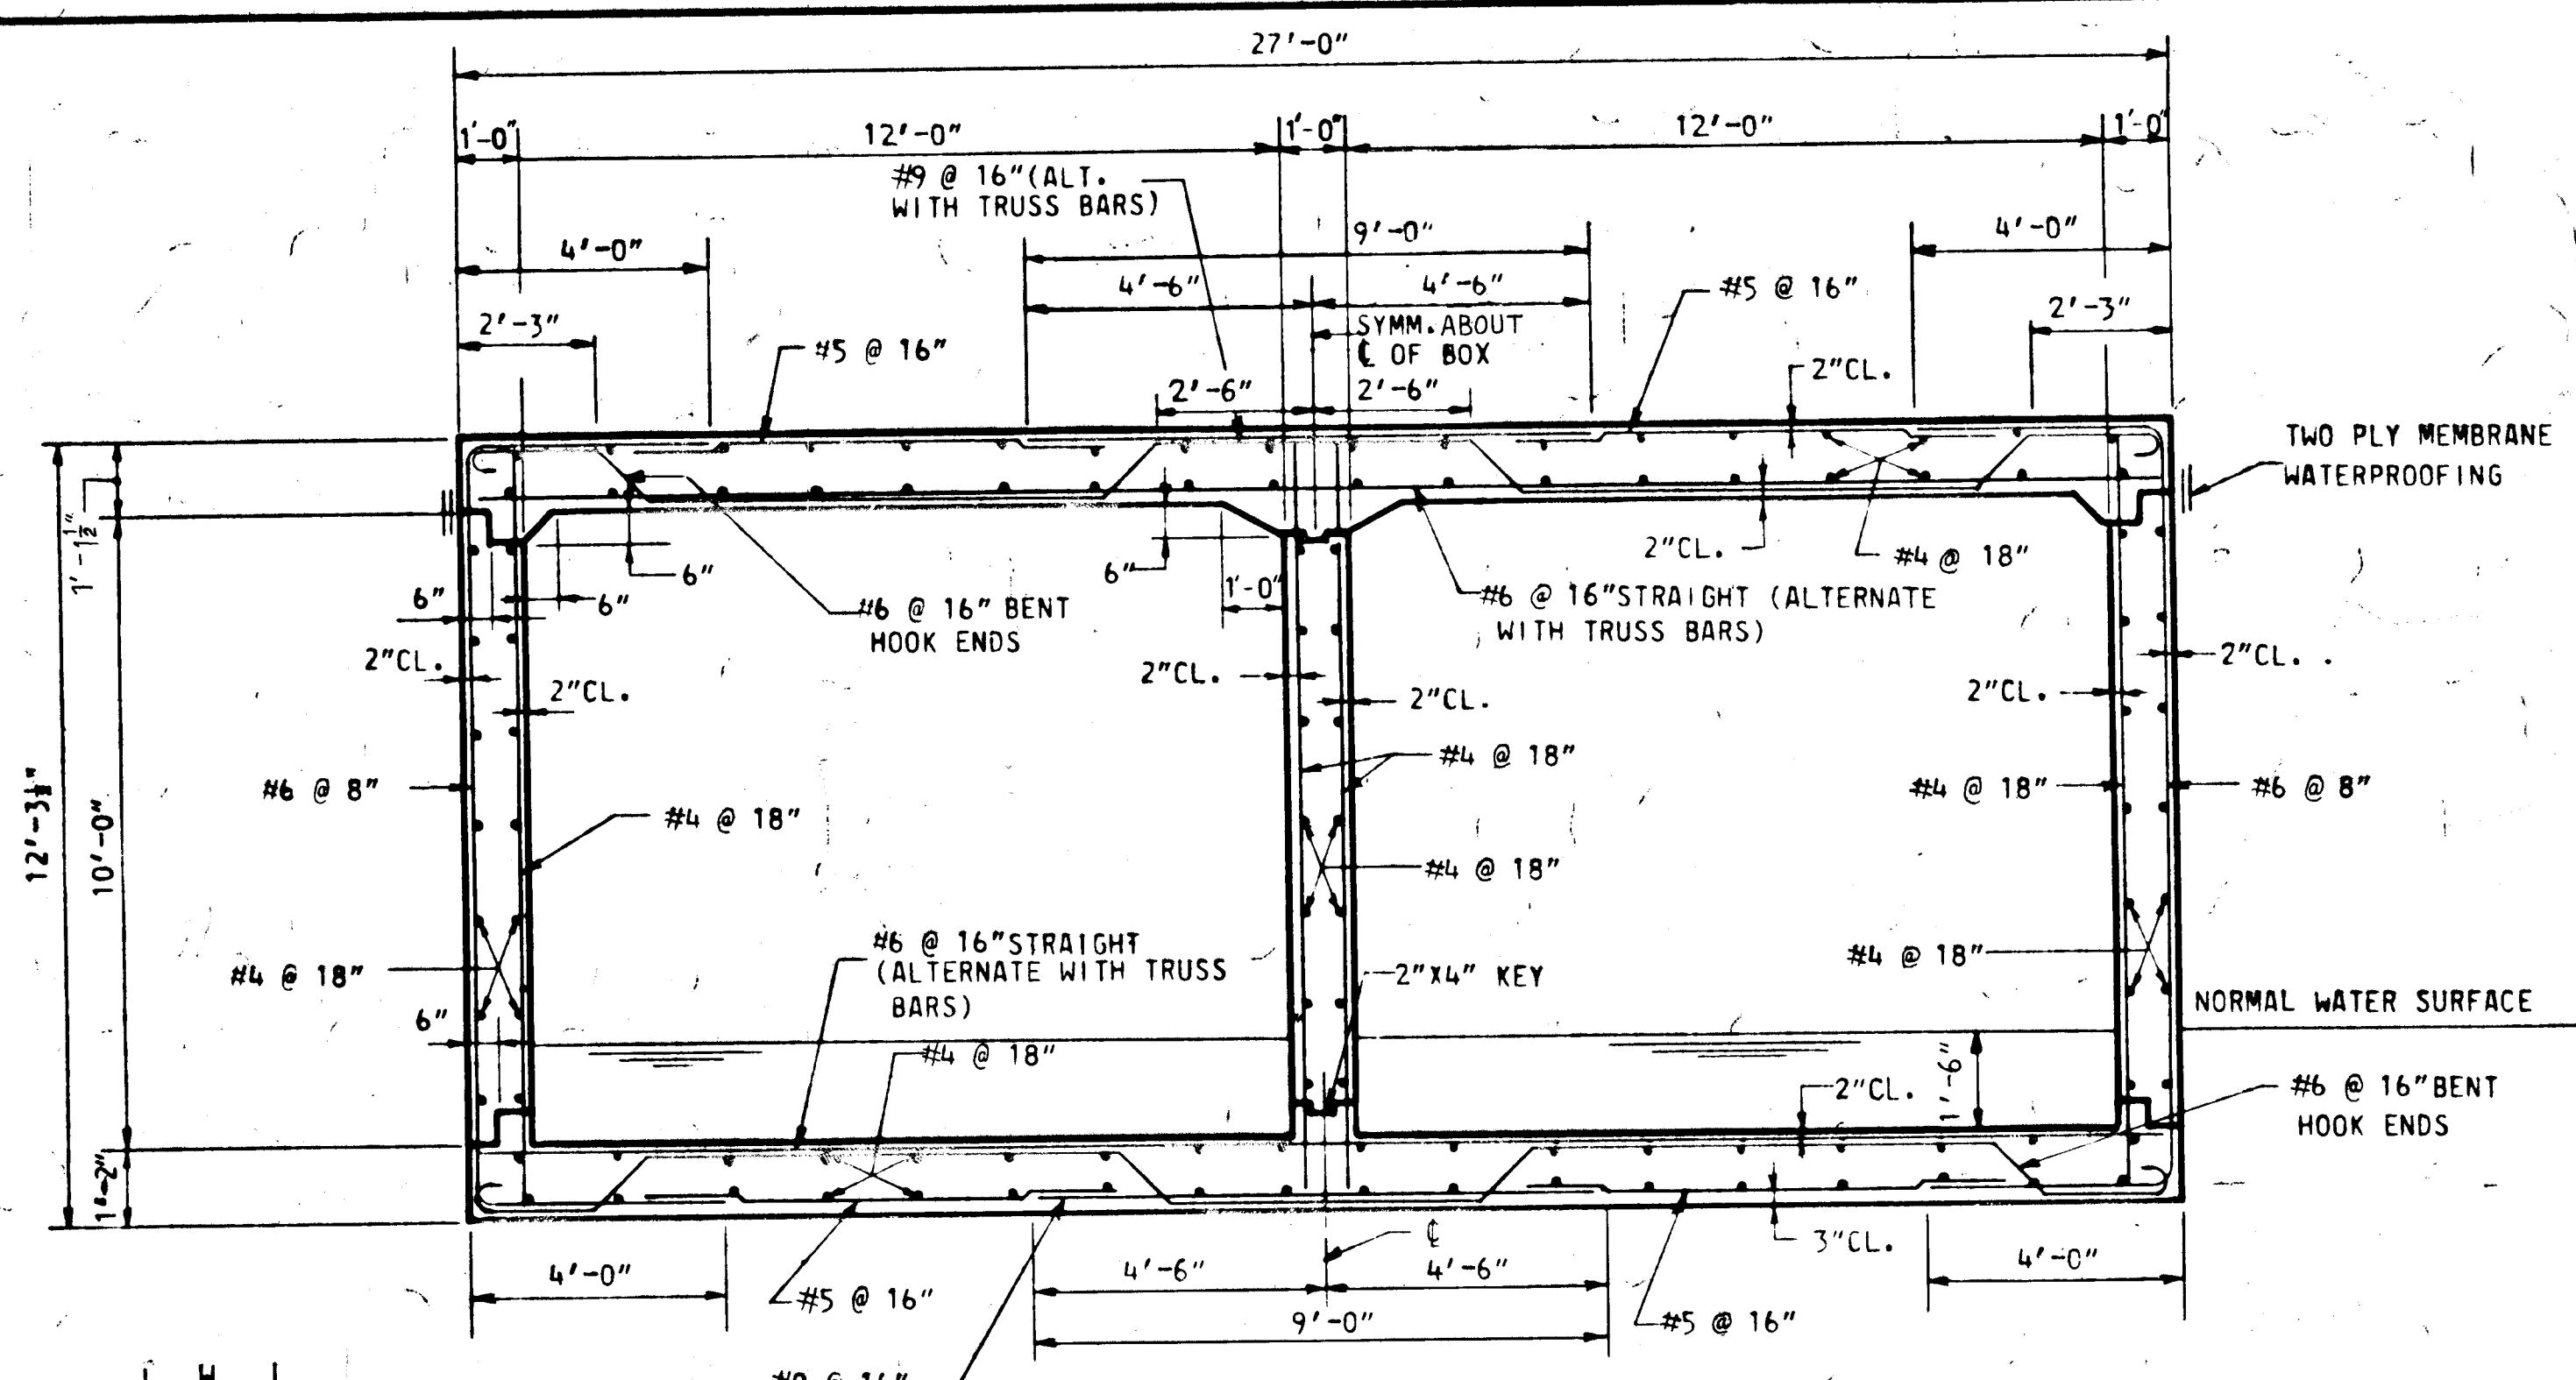 27'-0"
1'-0"
12'-0"
1'-0"
12'-0"
1'-0"
#9 @ 16"(ALT.
WITH TRUSS BARS)
4'-0"
9'-0"
4'-0"
4'-6"
4'-6"
#5 @ 16"
2'-3"
2'-3"
SYMM. ABOUT
℄ OF BOX
#5 @ 16"
2'-6"
2'-6"
2"CL.
TWO PLY MEMBRANE
WATERPROOFING
1'-1½"
6"
6"
2"CL.
#4 @ 18"
6"
6"
1'-0"
#6 @ 16" BENT
HOOK ENDS
#6 @ 16"STRAIGHT (ALTERNATE
WITH TRUSS BARS)
2"CL.
2"CL.
2"CL.
2"CL.
2"CL.
2"CL.
#4 @ 18"
12'-3½"
10'-0"
#6 @ 8"
#4 @ 18"
#4 @ 18"
#6 @ 8"
#4 @ 18"
#6 @ 16"STRAIGHT
(ALTERNATE WITH TRUSS
BARS)
#4 @ 18"
2"X4" KEY
#4 @ 18"
NORMAL WATER SURFACE
6"
#4 @ 18"
1'-6"
2"CL.
#6 @ 16"BENT
HOOK ENDS
1'-2"
3"CL.
℄
4'-0"
4'-6"
4'-6"
4'-0"
#5 @ 16"
9'-0"
#5 @ 16"